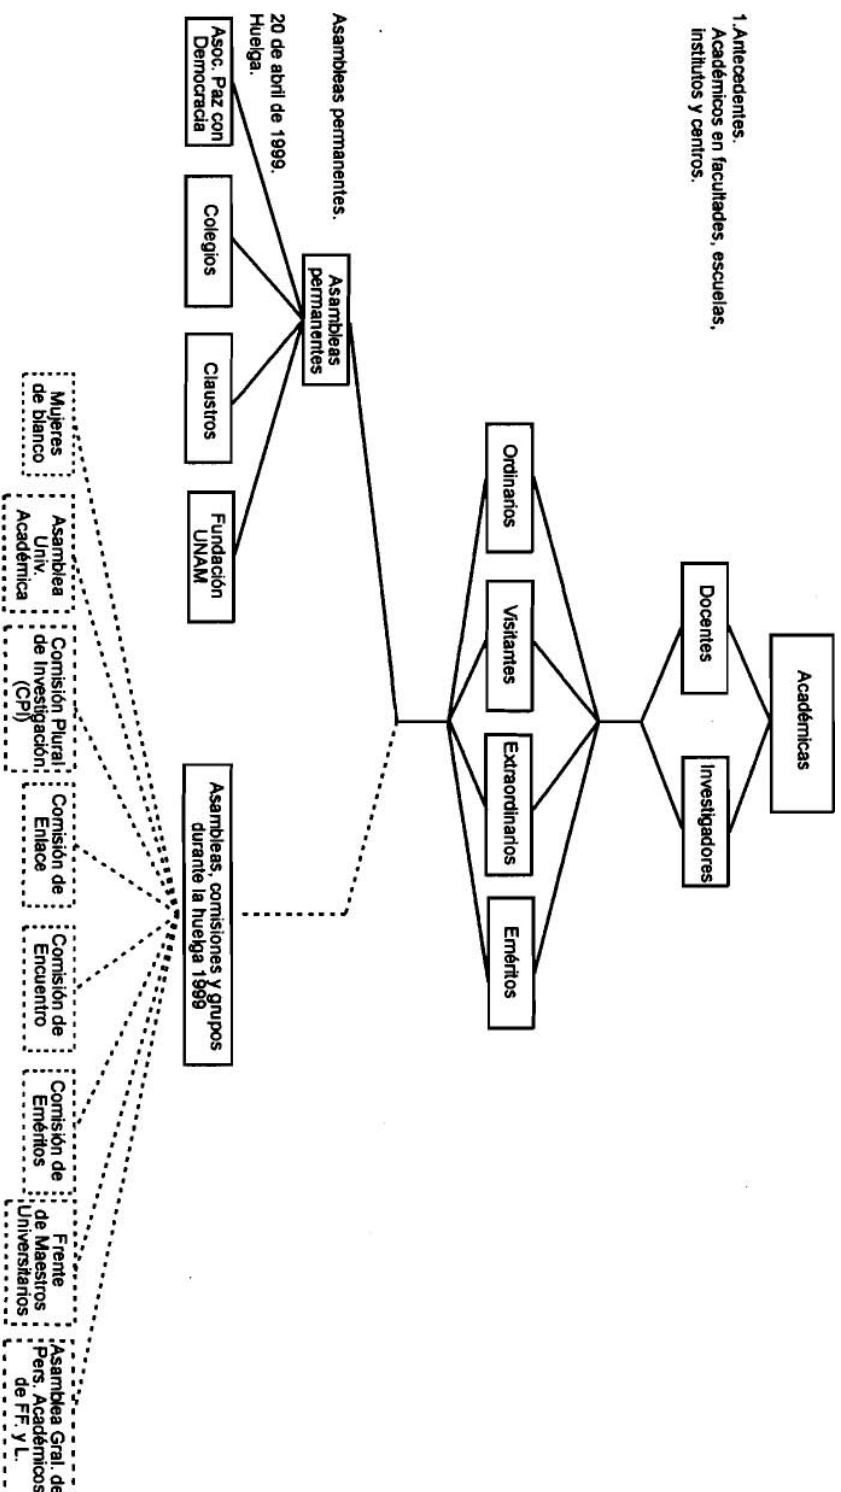 Académicas
1.Antecedentes.
Académicos en facultades, escuelas,
institutos y centros.
Docentes
Investigadores
Ordinarios
Visitantes
Extraordinarios
Eméritos
Asambleas permanentes.
Asambleas
permanentes
20 de abril de 1999.
Huelga.
Asoc. Paz con
Democracia
Colegios
Claustros
Fundación
UNAM
Asambleas, comisiones y grupos
durante la huelga 1999
Mujeres
de blanco
Asamblea
Univ.
Académica
Comisión Plural
de Investigación
(CPI)
Comisión de
Enlace
Comisión de
Encuentro
Comisión de
Eméritos
Frente
de Maestros
Universitarios
Asamblea Gral. de
Pers. Académicos
de FF. y L.